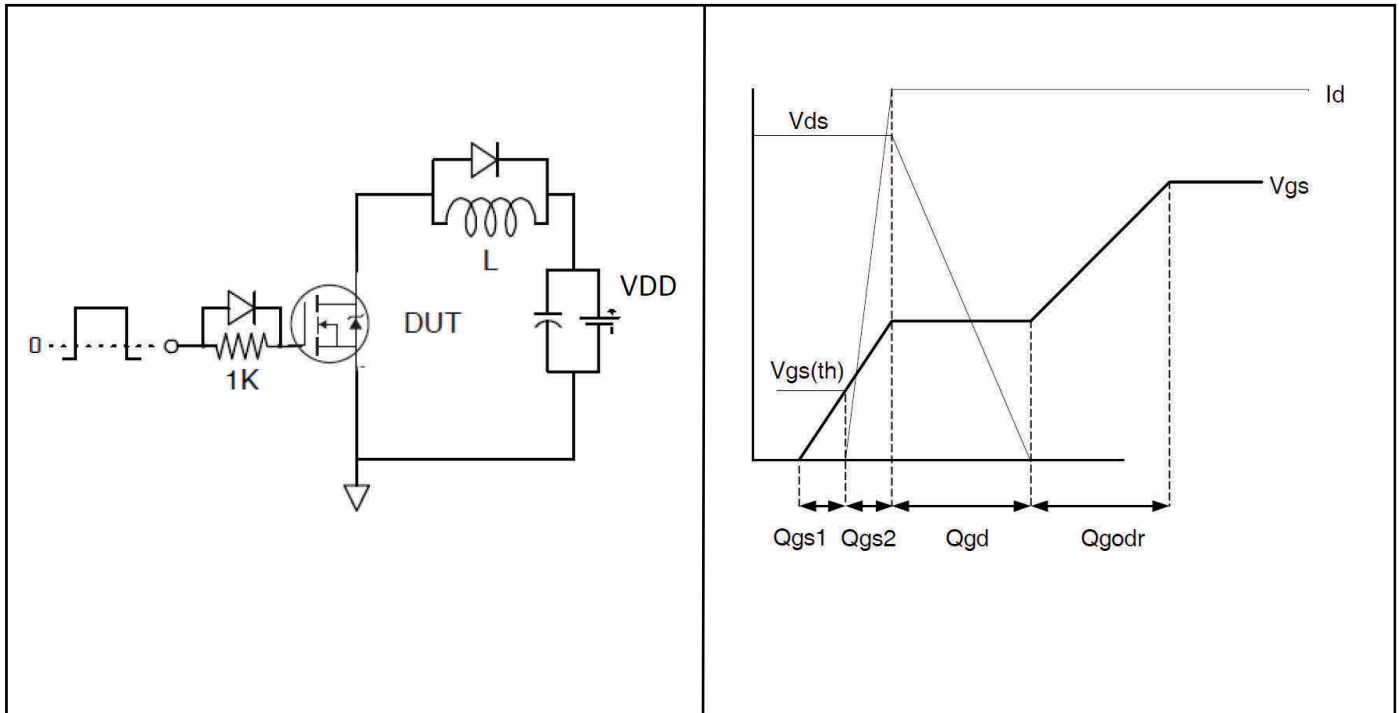 L
VDD
DUT
0
1K
Id
Vds
Vgs
Vgs(th)
Qgs1 Qgs2 Qgd Qgodr